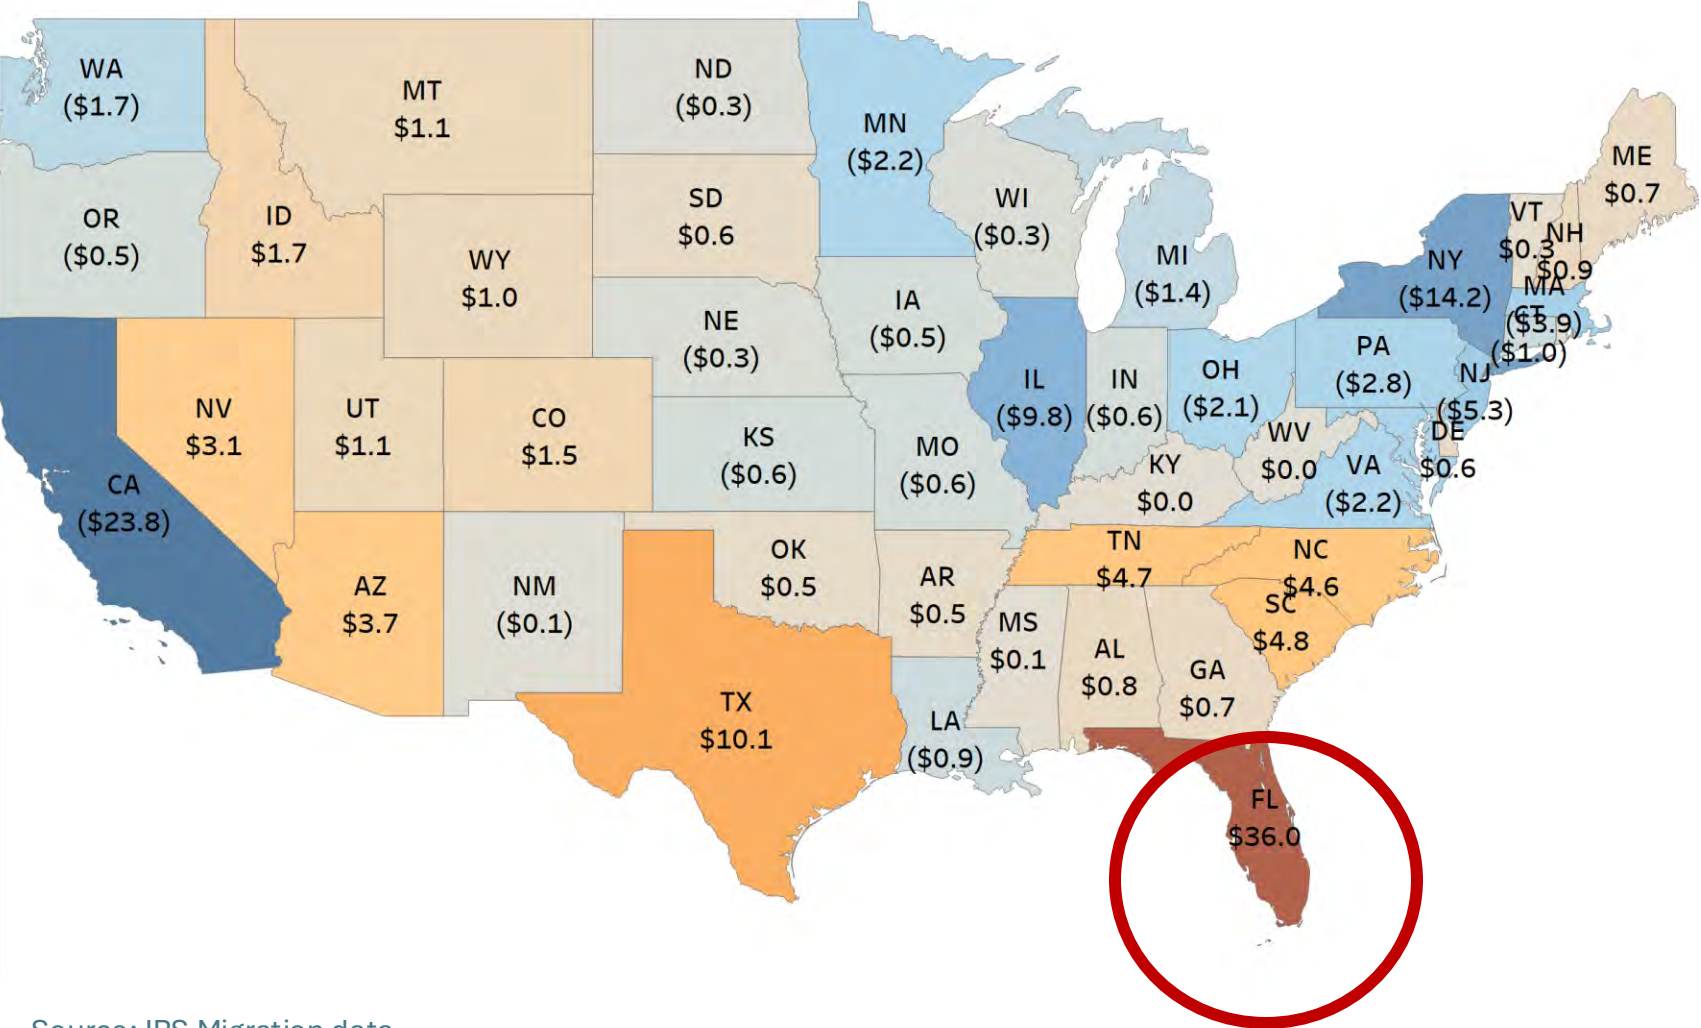 WA
($1.7)
MT
$1.1
ND
($0.3)
MN
($2.2)
ME
$0.7
OR
($0.5)
ID
$1.7
WY
$1.0
SD
$0.6
WI
($0.3)
MI
($1.4)
VT
$0.3
NH
$0.9
NY
($14.2)
MA
($3.9)
CT
($1.0)
NV
$3.1
UT
$1.1
CO
$1.5
NE
($0.3)
IA
($0.5)
IL
($9.8)
IN
($0.6)
OH
($2.1)
PA
($2.8)
NJ
($5.3)
DE
$0.6
CA
($23.8)
KS
($0.6)
MO
($0.6)
KY
$0.0
WV
$0.0
VA
($2.2)
AZ
$3.7
NM
($0.1)
OK
$0.5
AR
$0.5
TN
$4.7
NC
$4.6
SC
$4.8
MS
$0.1
AL
$0.8
GA
$0.7
TX
$10.1
LA
($0.9)
FL
$36.0
Source: IRS Migration data